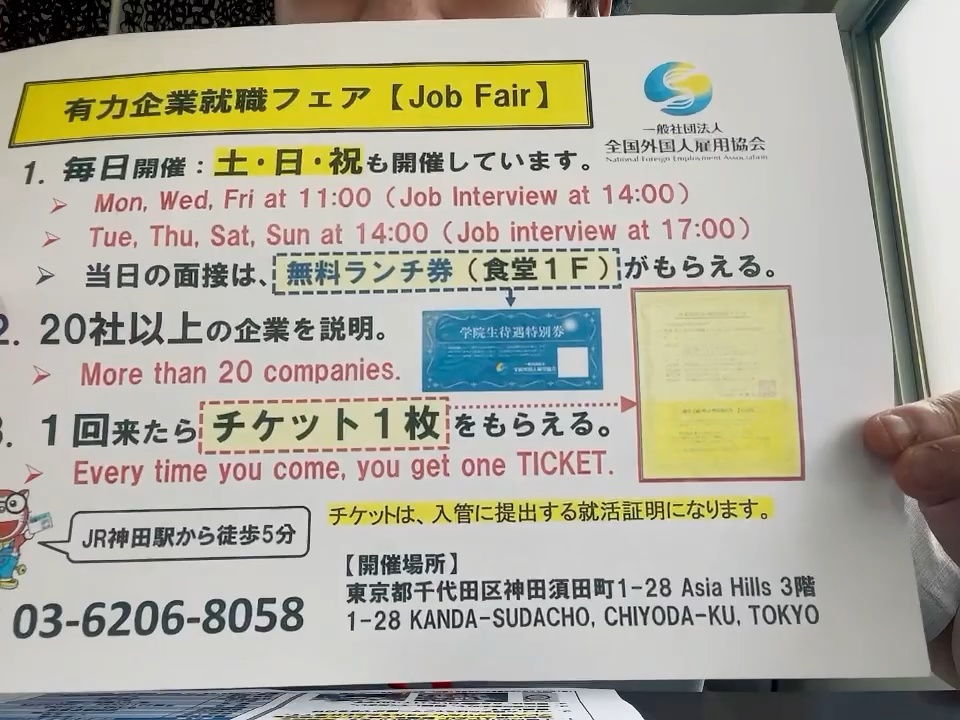 有力企業就職フェア【Job Fair】
一般社団法人
全国外国人雇用協会
National Foreign Employment Association
1. 毎日開催：土・日・祝も開催しています。
➢ Mon, Wed, Fri at 11:00（Job Interview at 14:00）
➢ Tue, Thu, Sat, Sun at 14:00（Job interview at 17:00）
➢ 当日の面接は、無料ランチ券（食堂１F）がもらえる。
2. 20社以上の企業を説明。
学院生待遇特別券
➢ More than 20 companies.
3. 1回来たらチケット1枚をもらえる。
➢ Every time you come, you get one TICKET.
チケットは、入管に提出する就活証明になります。
JR神田駅から徒歩5分
03-6206-8058
【開催場所】
東京都千代田区神田須田町1-28 Asia Hills 3階
1-28 KANDA-SUDACHO, CHIYODA-KU, TOKYO